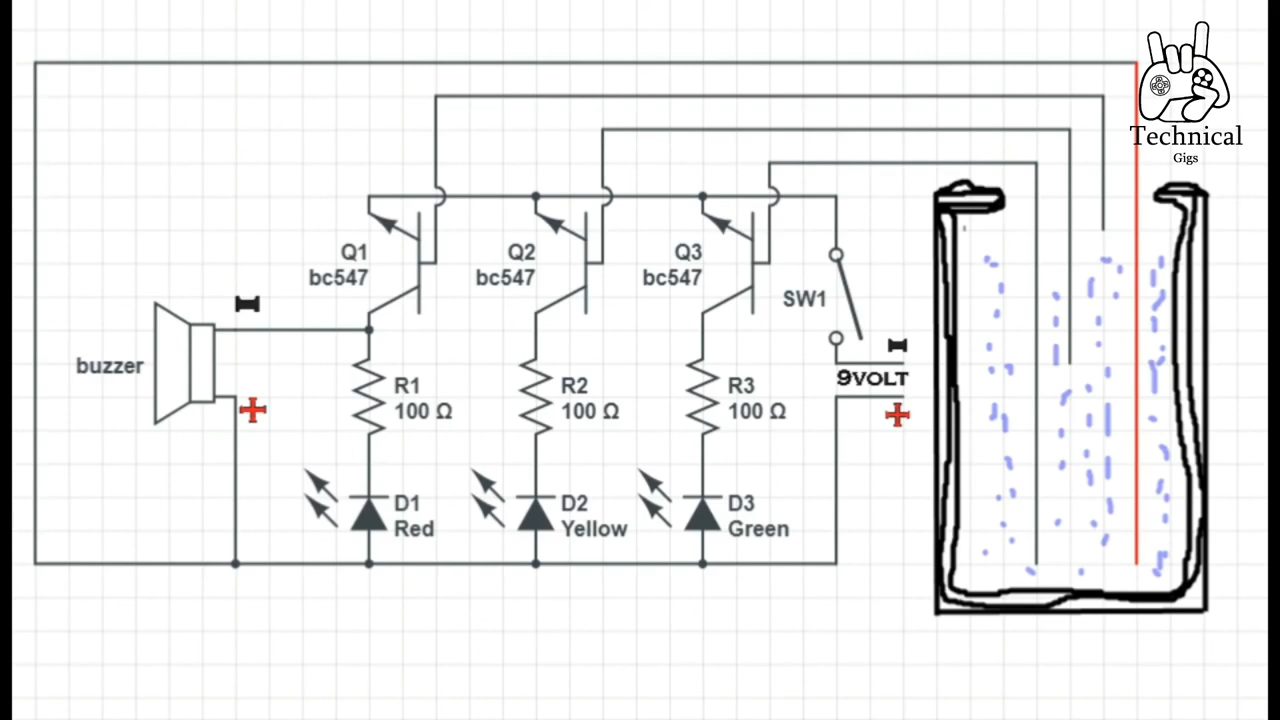 Technical
Gigs
Q1
bc547
Q2
bc547
Q3
bc547
SW1
9VOLT
buzzer
R1
100 Ω
R2
100 Ω
R3
100 Ω
D1
Red
D2
Yellow
D3
Green